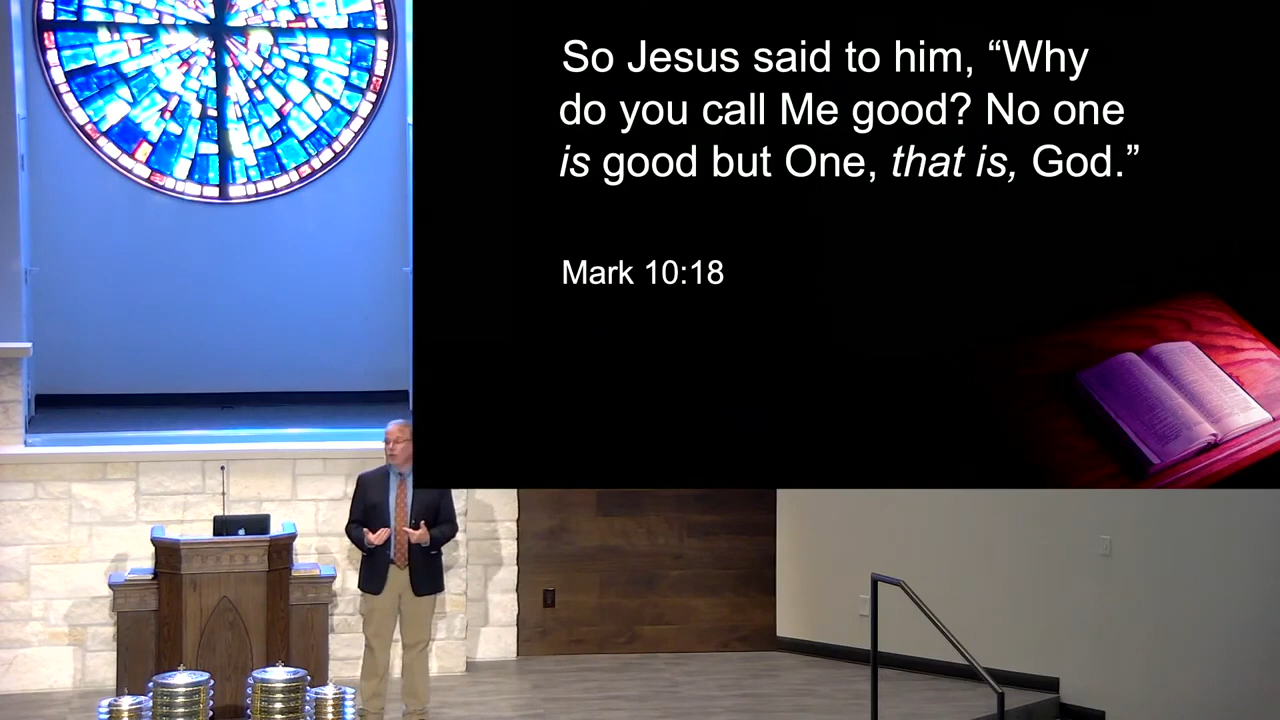 So Jesus said to him, “Why
do you call Me good? No one
is good but One, that is, God.”
Mark 10:18